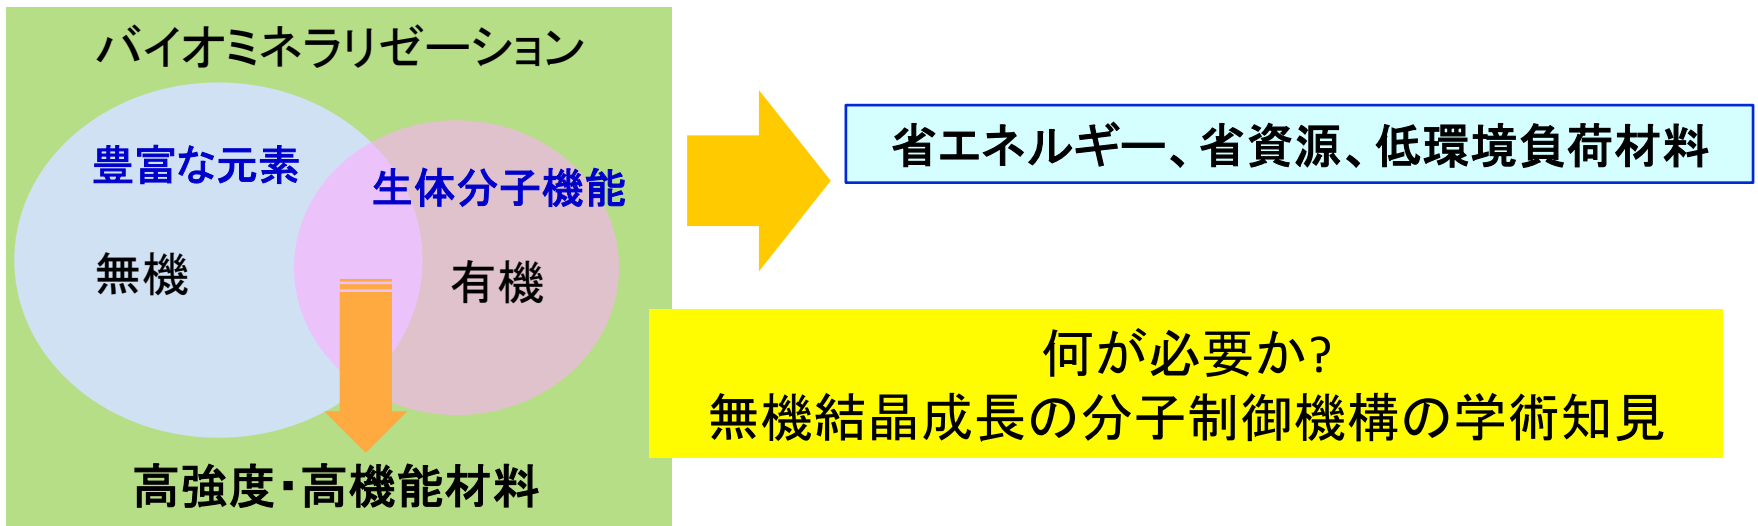 バイオミネラリゼーション
豊富な元素
生体分子機能
無機
有機
高強度・高機能材料
省エネルギー、省資源、低環境負荷材料
何が必要か?
無機結晶成長の分子制御機構の学術知見